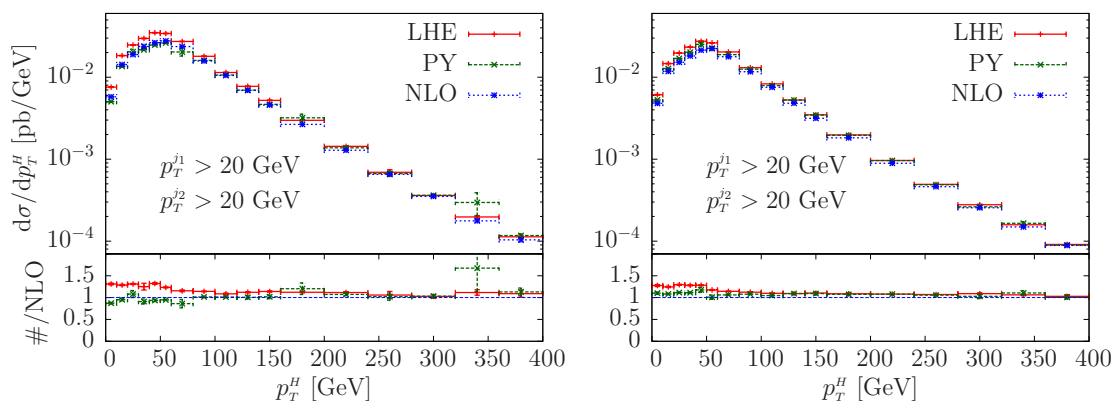 dσ/dp_T^H [pb/GeV]
10⁻²
10⁻³
10⁻⁴
LHE
PY
NLO
p_T^{j1} > 20 GeV
p_T^{j2} > 20 GeV
#/NLO
1.5
1
0.5
0
0 50 100 150 200 250 300 350 400
p_T^H [GeV]
10⁻²
10⁻³
10⁻⁴
LHE
PY
NLO
p_T^{j1} > 20 GeV
p_T^{j2} > 20 GeV
1.5
1
0.5
0
0 50 100 150 200 250 300 350 400
p_T^H [GeV]